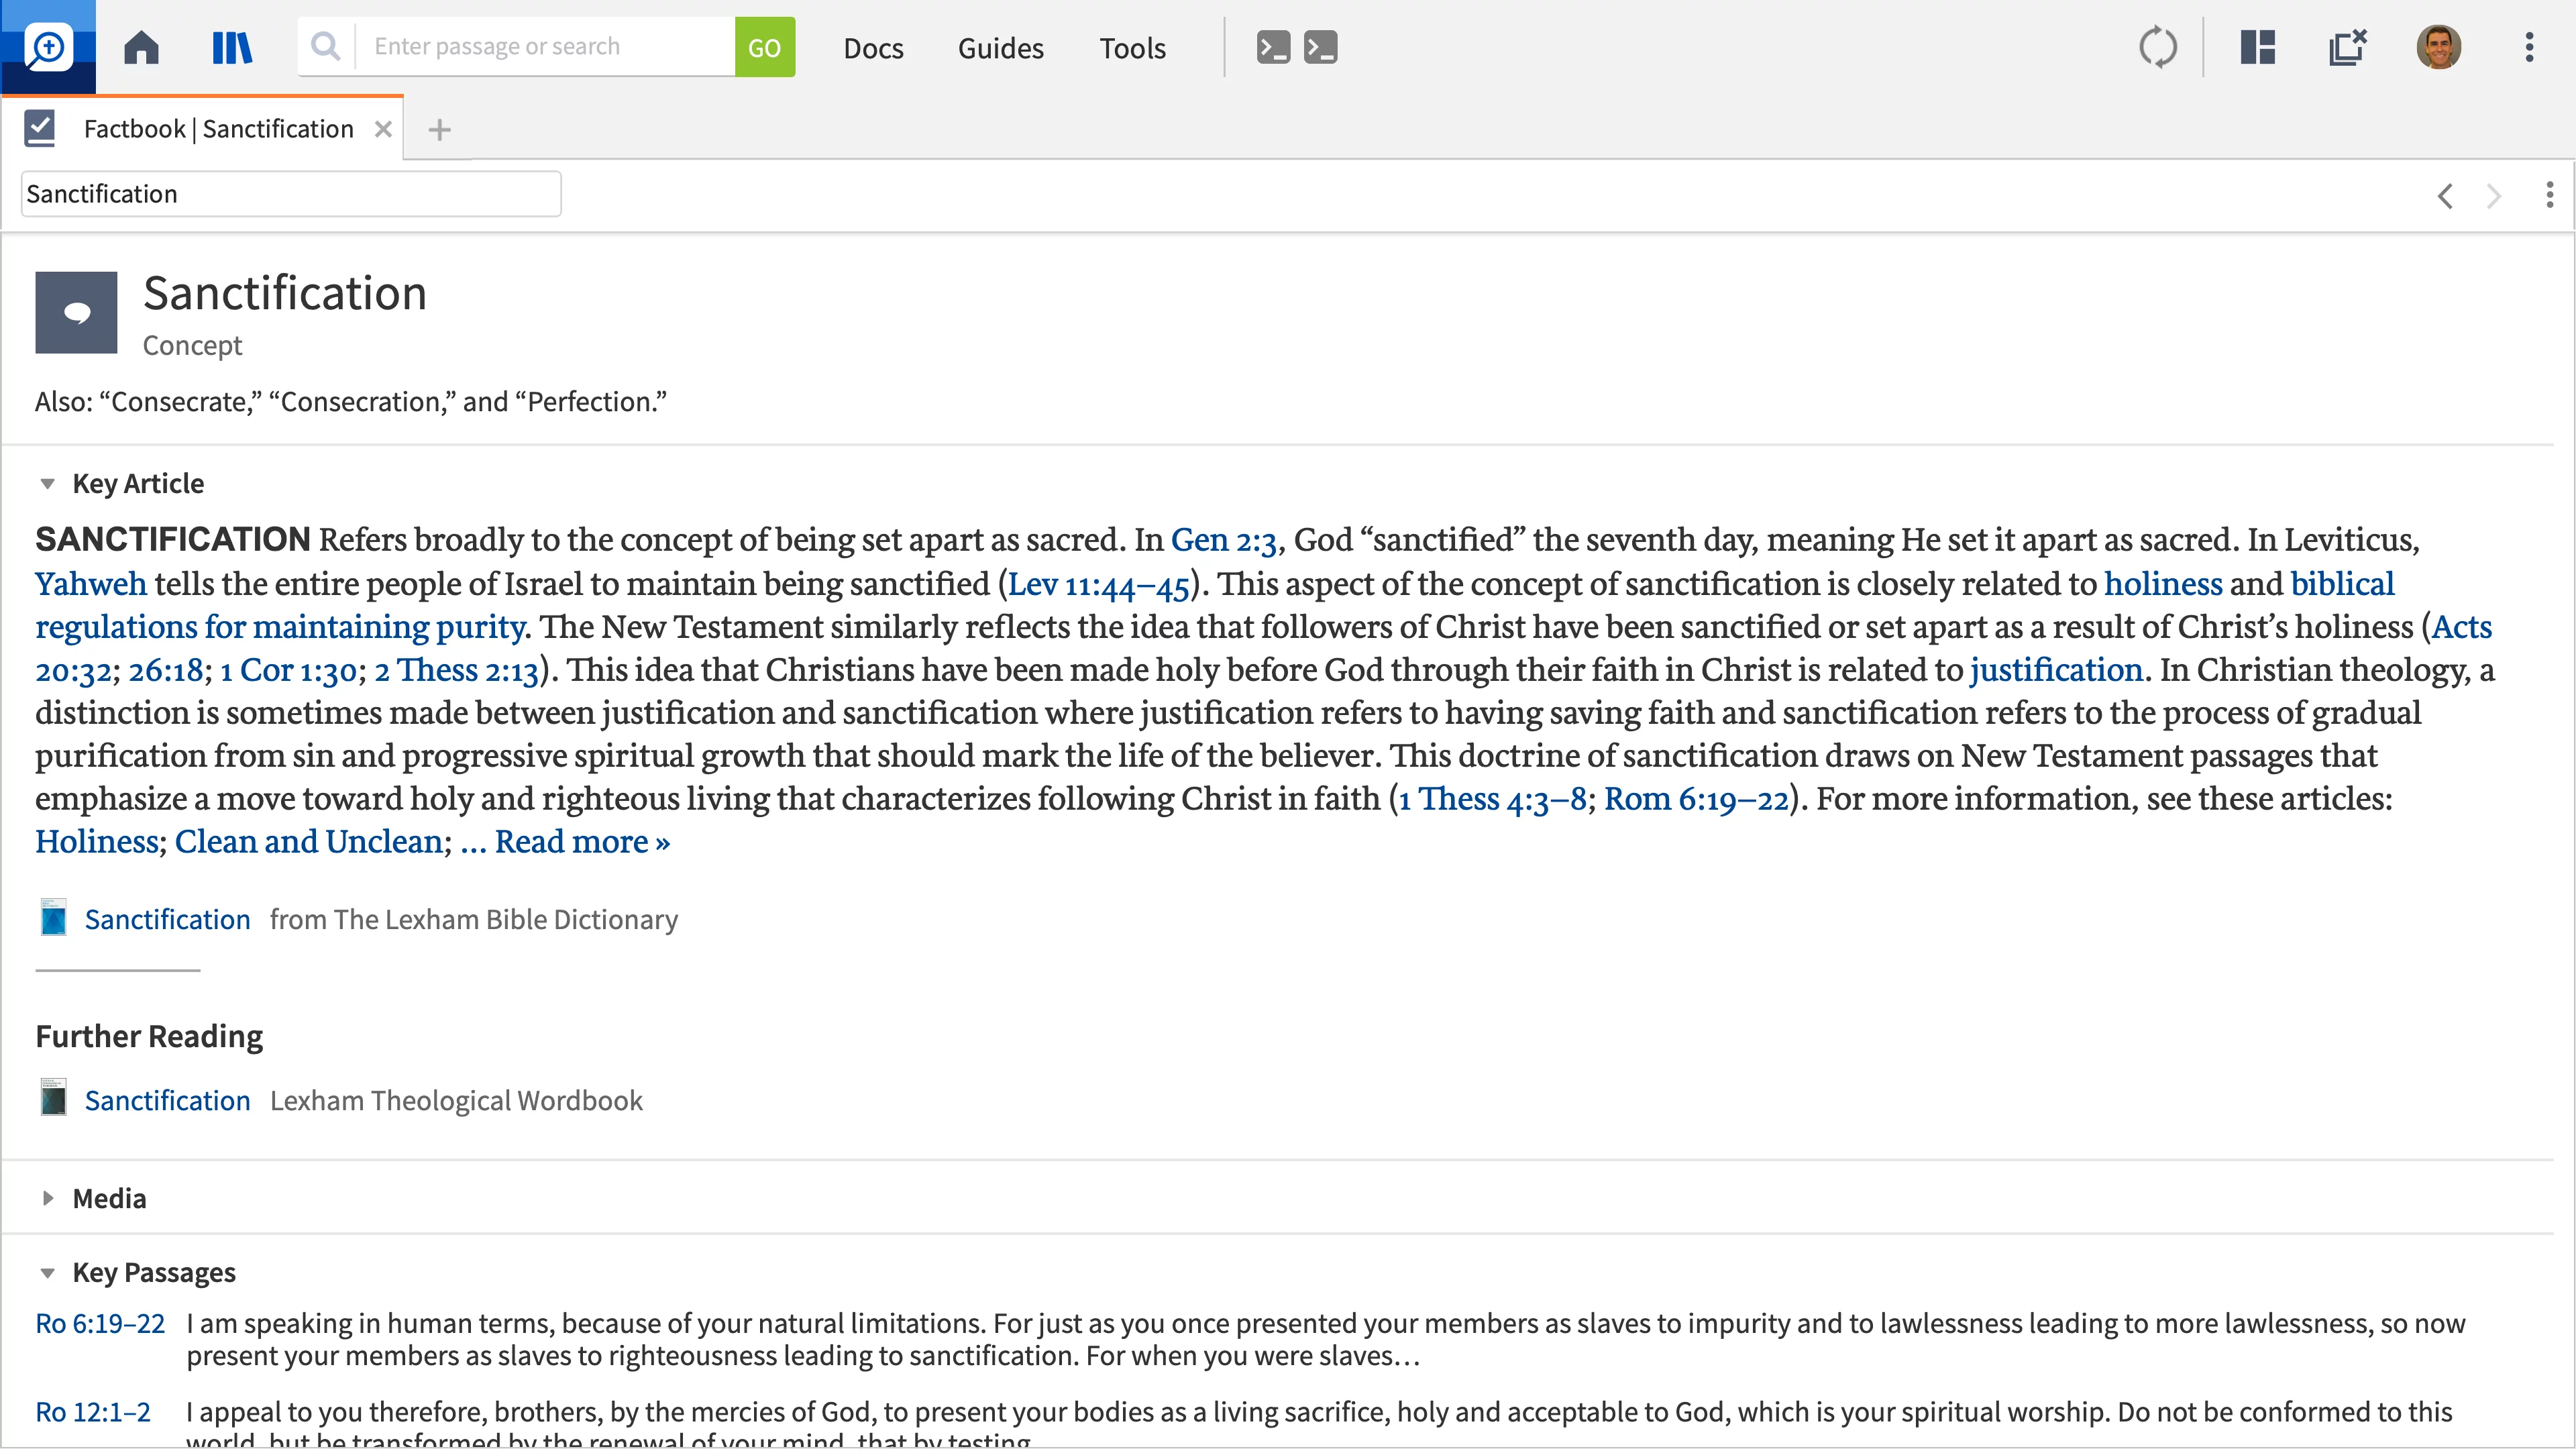 Enter passage or search
GO
Docs
Guides
Tools
Factbook | Sanctification
Sanctification
Sanctification
Concept
Also: “Consecrate,” “Consecration,” and “Perfection.”
Key Article
SANCTIFICATION Refers broadly to the concept of being set apart as sacred. In Gen 2:3, God “sanctified” the seventh day, meaning He set it apart as sacred. In Leviticus,
Yahweh tells the entire people of Israel to maintain being sanctified (Lev 11:44–45). This aspect of the concept of sanctification is closely related to holiness and biblical
regulations for maintaining purity. The New Testament similarly reflects the idea that followers of Christ have been sanctified or set apart as a result of Christ’s holiness (Acts
20:32; 26:18; 1 Cor 1:30; 2 Thess 2:13). This idea that Christians have been made holy before God through their faith in Christ is related to justification. In Christian theology, a
distinction is sometimes made between justification and sanctification where justification refers to having saving faith and sanctification refers to the process of gradual
purification from sin and progressive spiritual growth that should mark the life of the believer. This doctrine of sanctification draws on New Testament passages that
emphasize a move toward holy and righteous living that characterizes following Christ in faith (1 Thess 4:3–8; Rom 6:19–22). For more information, see these articles:
Holiness; Clean and Unclean; … Read more »
Sanctification from The Lexham Bible Dictionary
Further Reading
Sanctification Lexham Theological Wordbook
Media
Key Passages
Ro 6:19–22 I am speaking in human terms, because of your natural limitations. For just as you once presented your members as slaves to impurity and to lawlessness leading to more lawlessness, so now
present your members as slaves to righteousness leading to sanctification. For when you were slaves…
Ro 12:1–2 I appeal to you therefore, brothers, by the mercies of God, to present your bodies as a living sacrifice, holy and acceptable to God, which is your spiritual worship. Do not be conformed to this
world, but be transformed by the renewal of your mind, that by testing